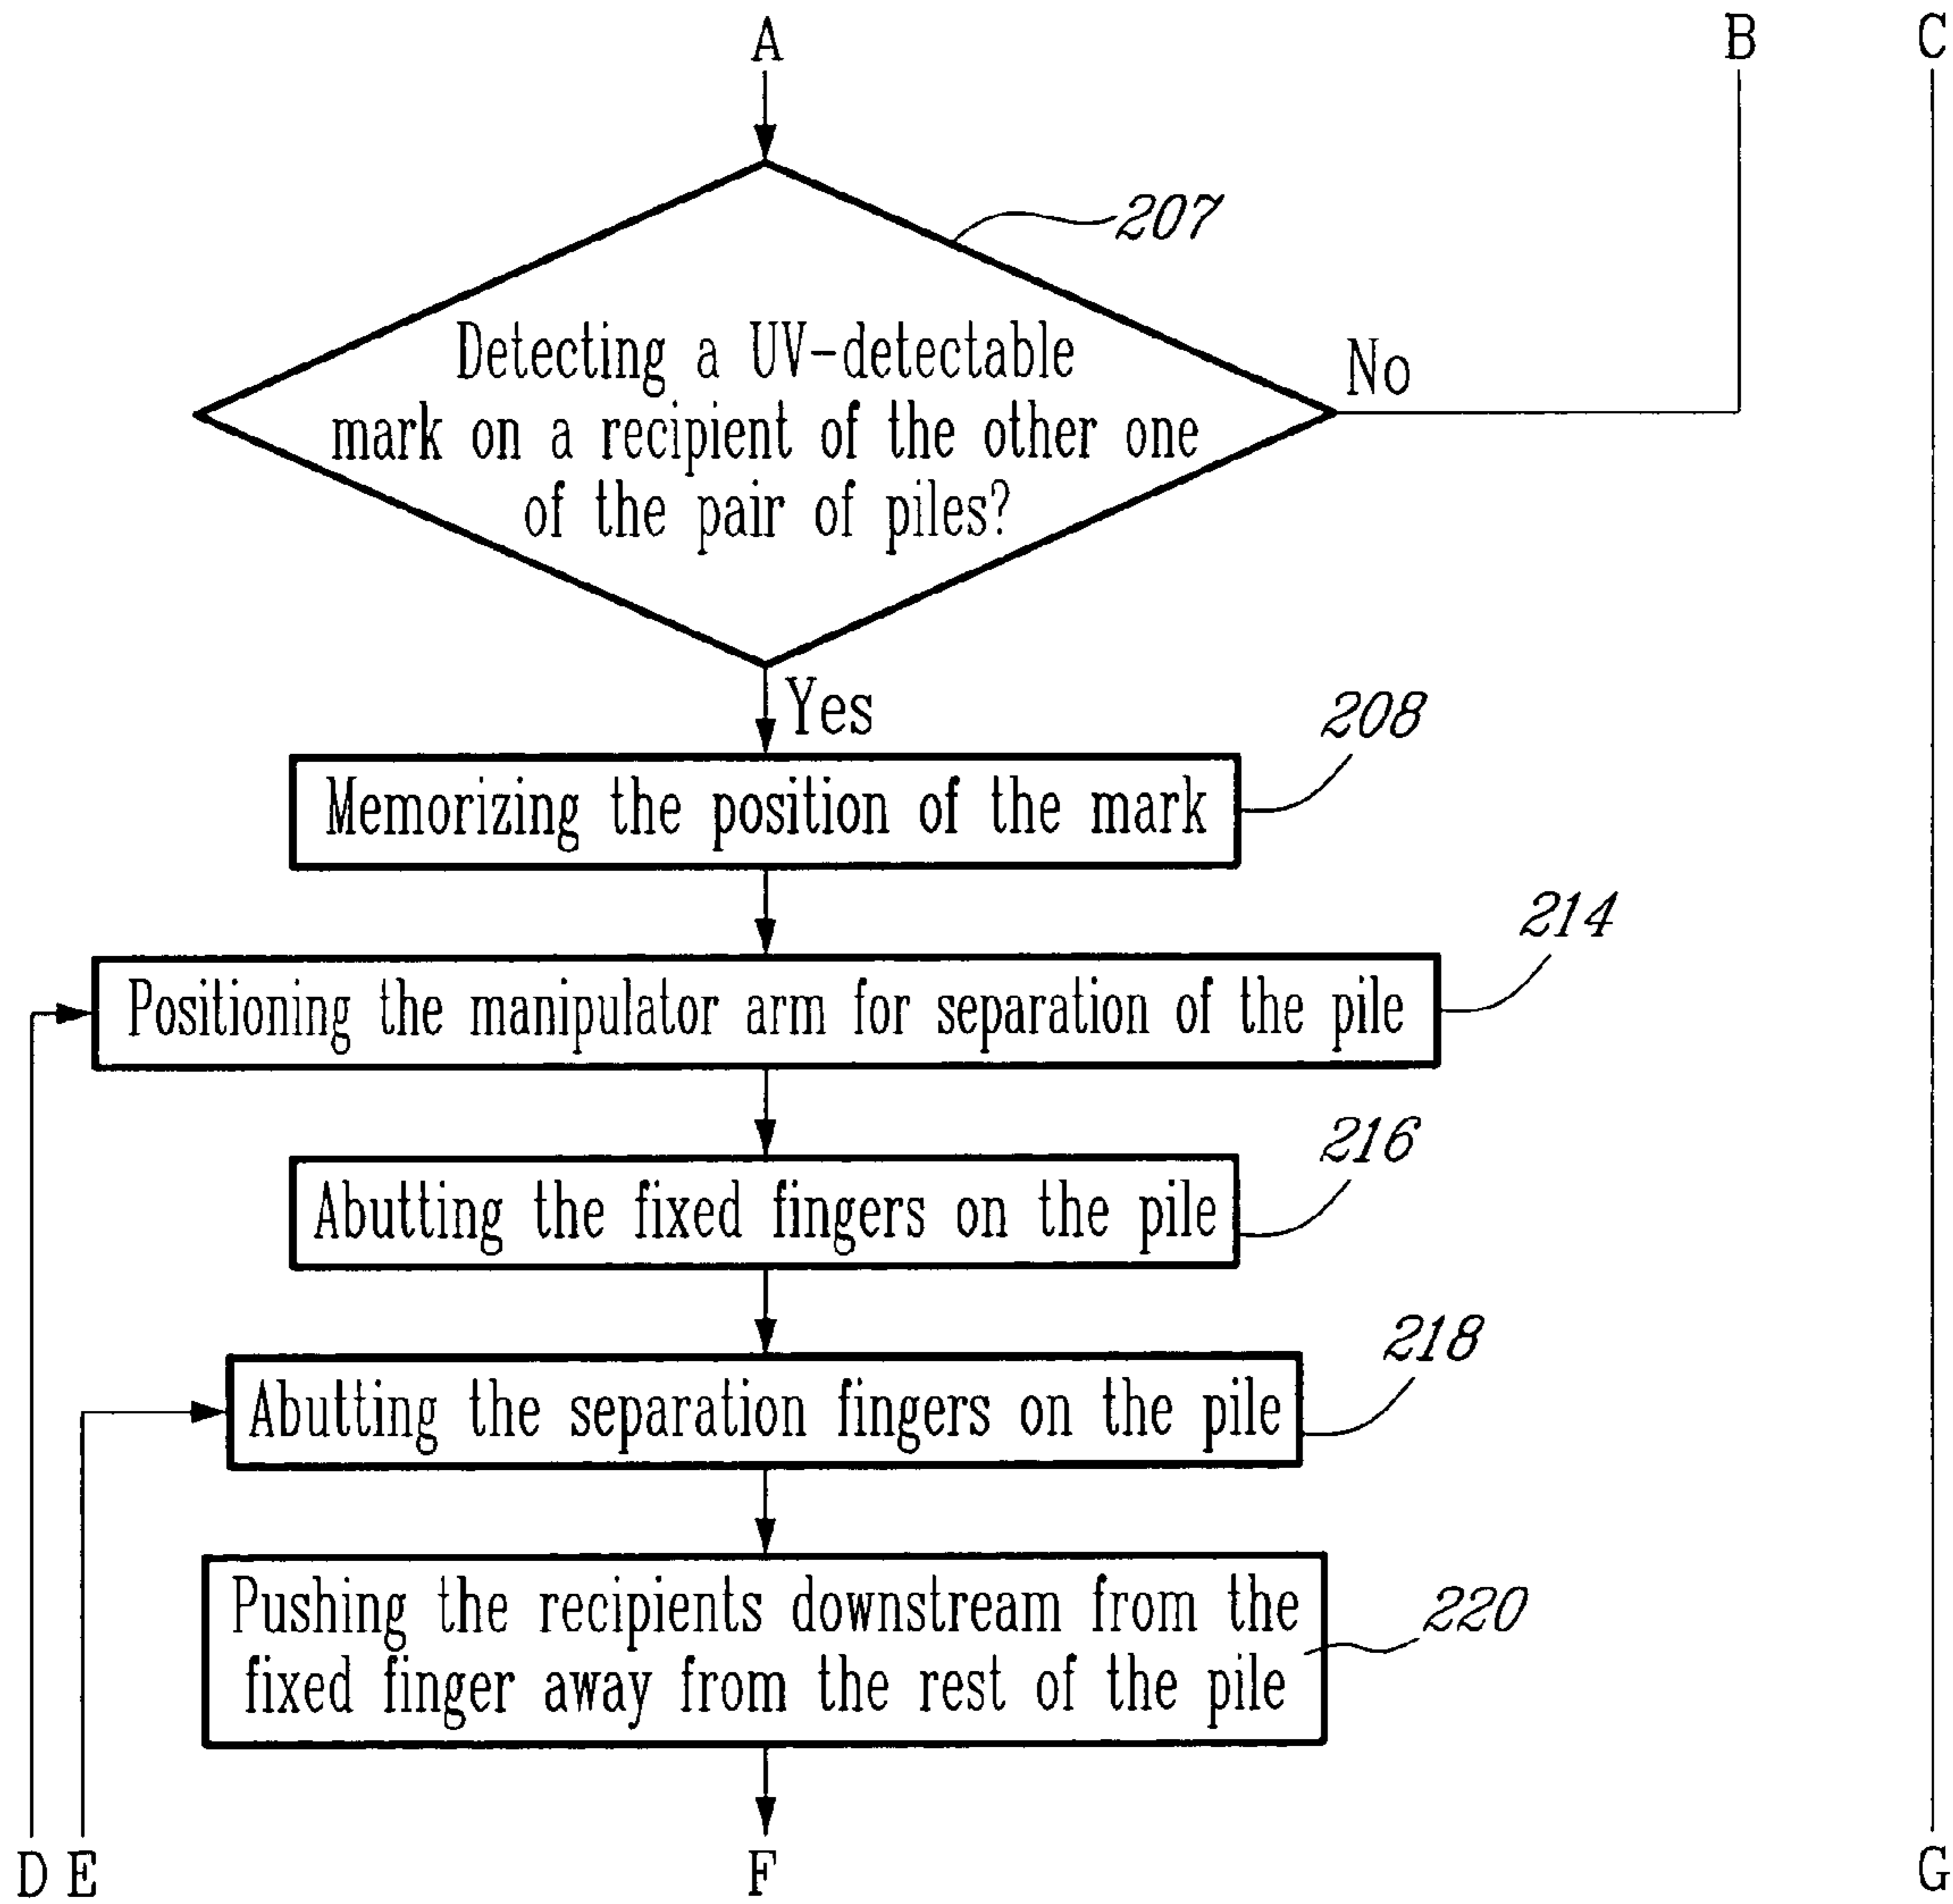 A
B
C
207
Detecting a UV-detectable
mark on a recipient of the other one
of the pair of piles?
No
Yes
208
Memorizing the position of the mark
214
Positioning the manipulator arm for separation of the pile
216
Abutting the fixed fingers on the pile
218
Abutting the separation fingers on the pile
220
Pushing the recipients downstream from the
fixed finger away from the rest of the pile
D
E
F
G